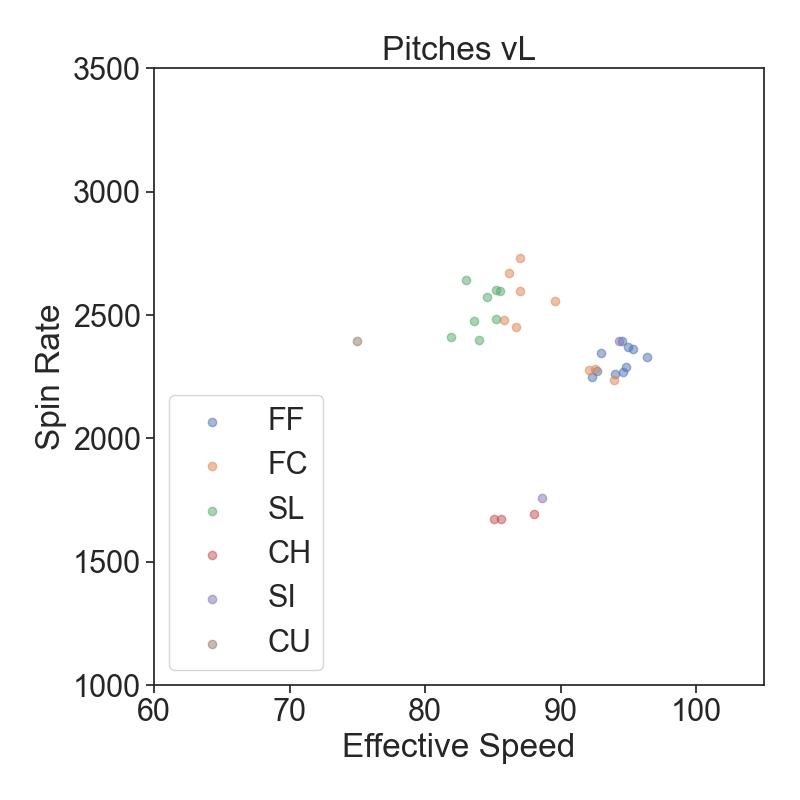 Pitches vL
3500
3000
2500
2000
1500
1000
Spin Rate
FF
FC
SL
CH
SI
CU
60 70 80 90 100
Effective Speed